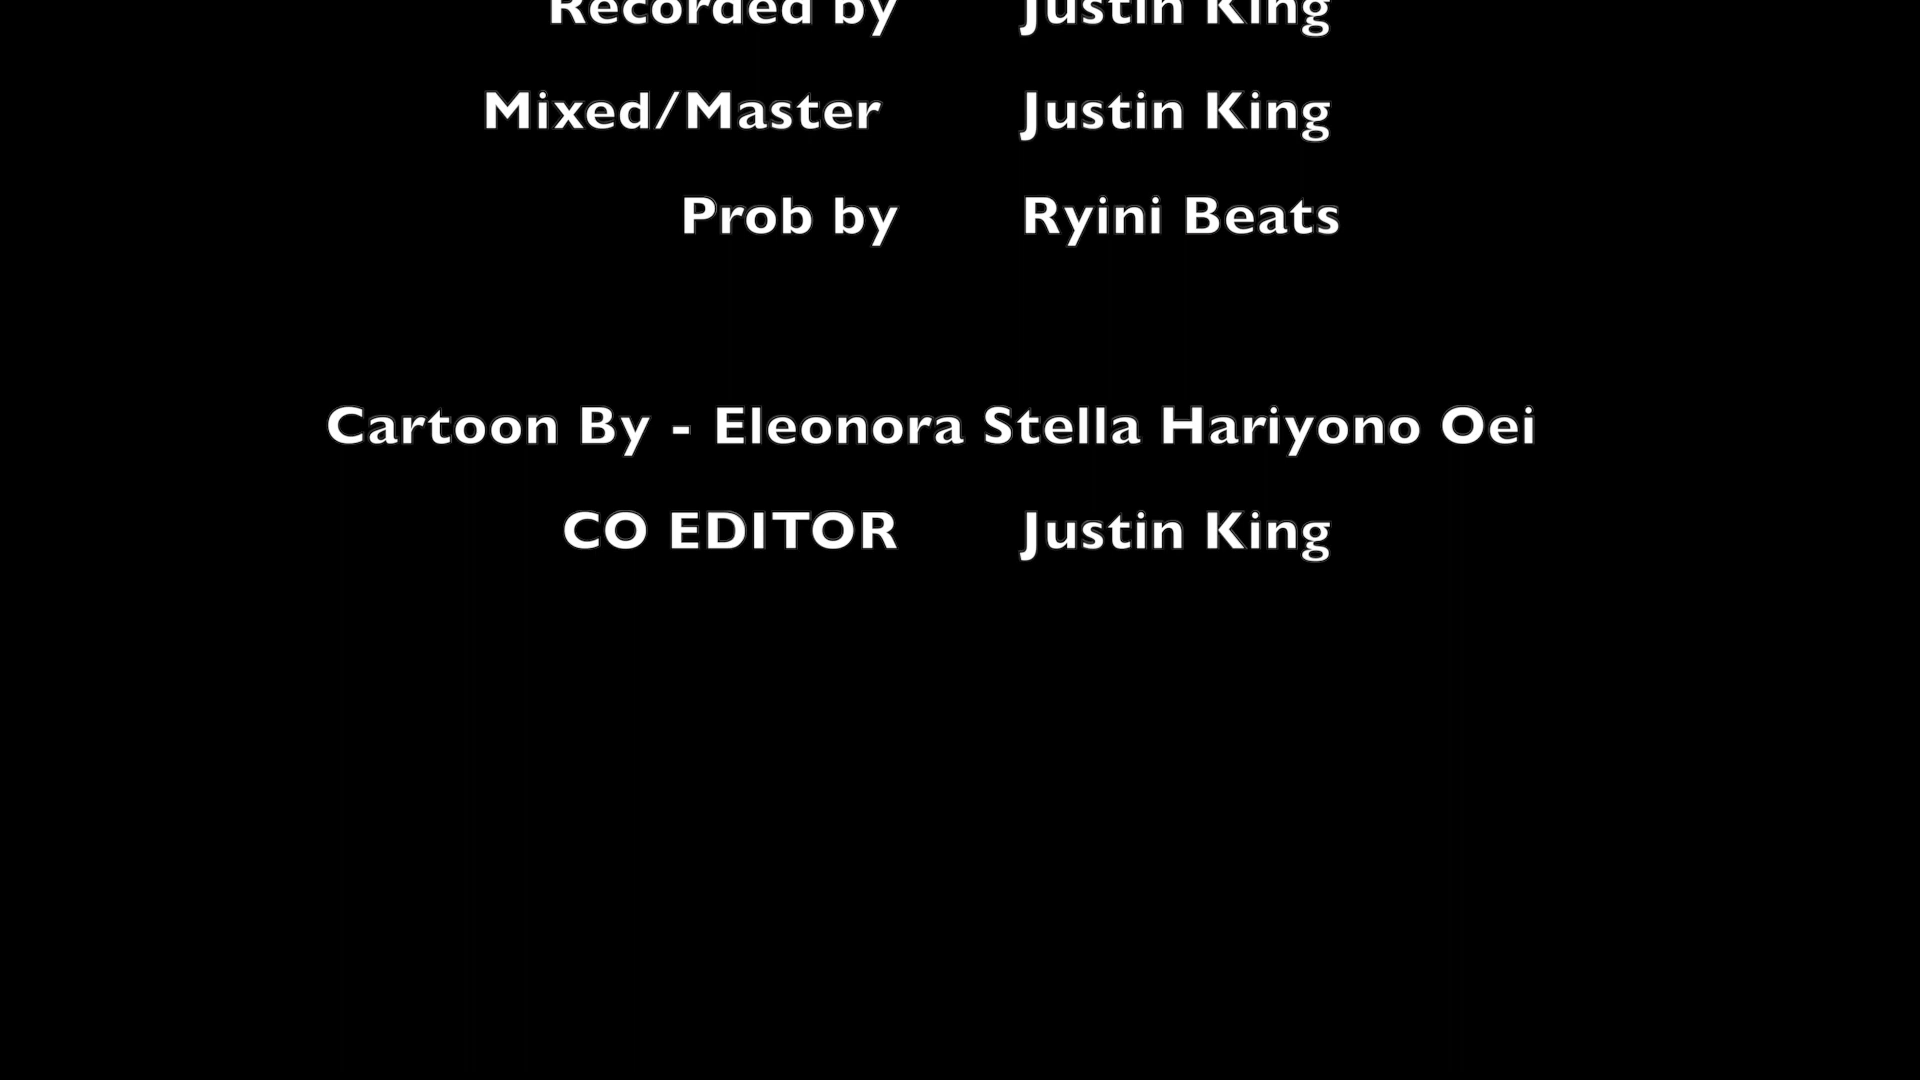 Recorded by Justin King
Mixed/Master Justin King
Prob by Ryini Beats
Cartoon By - Eleonora Stella Hariyono Oei
CO EDITOR Justin King